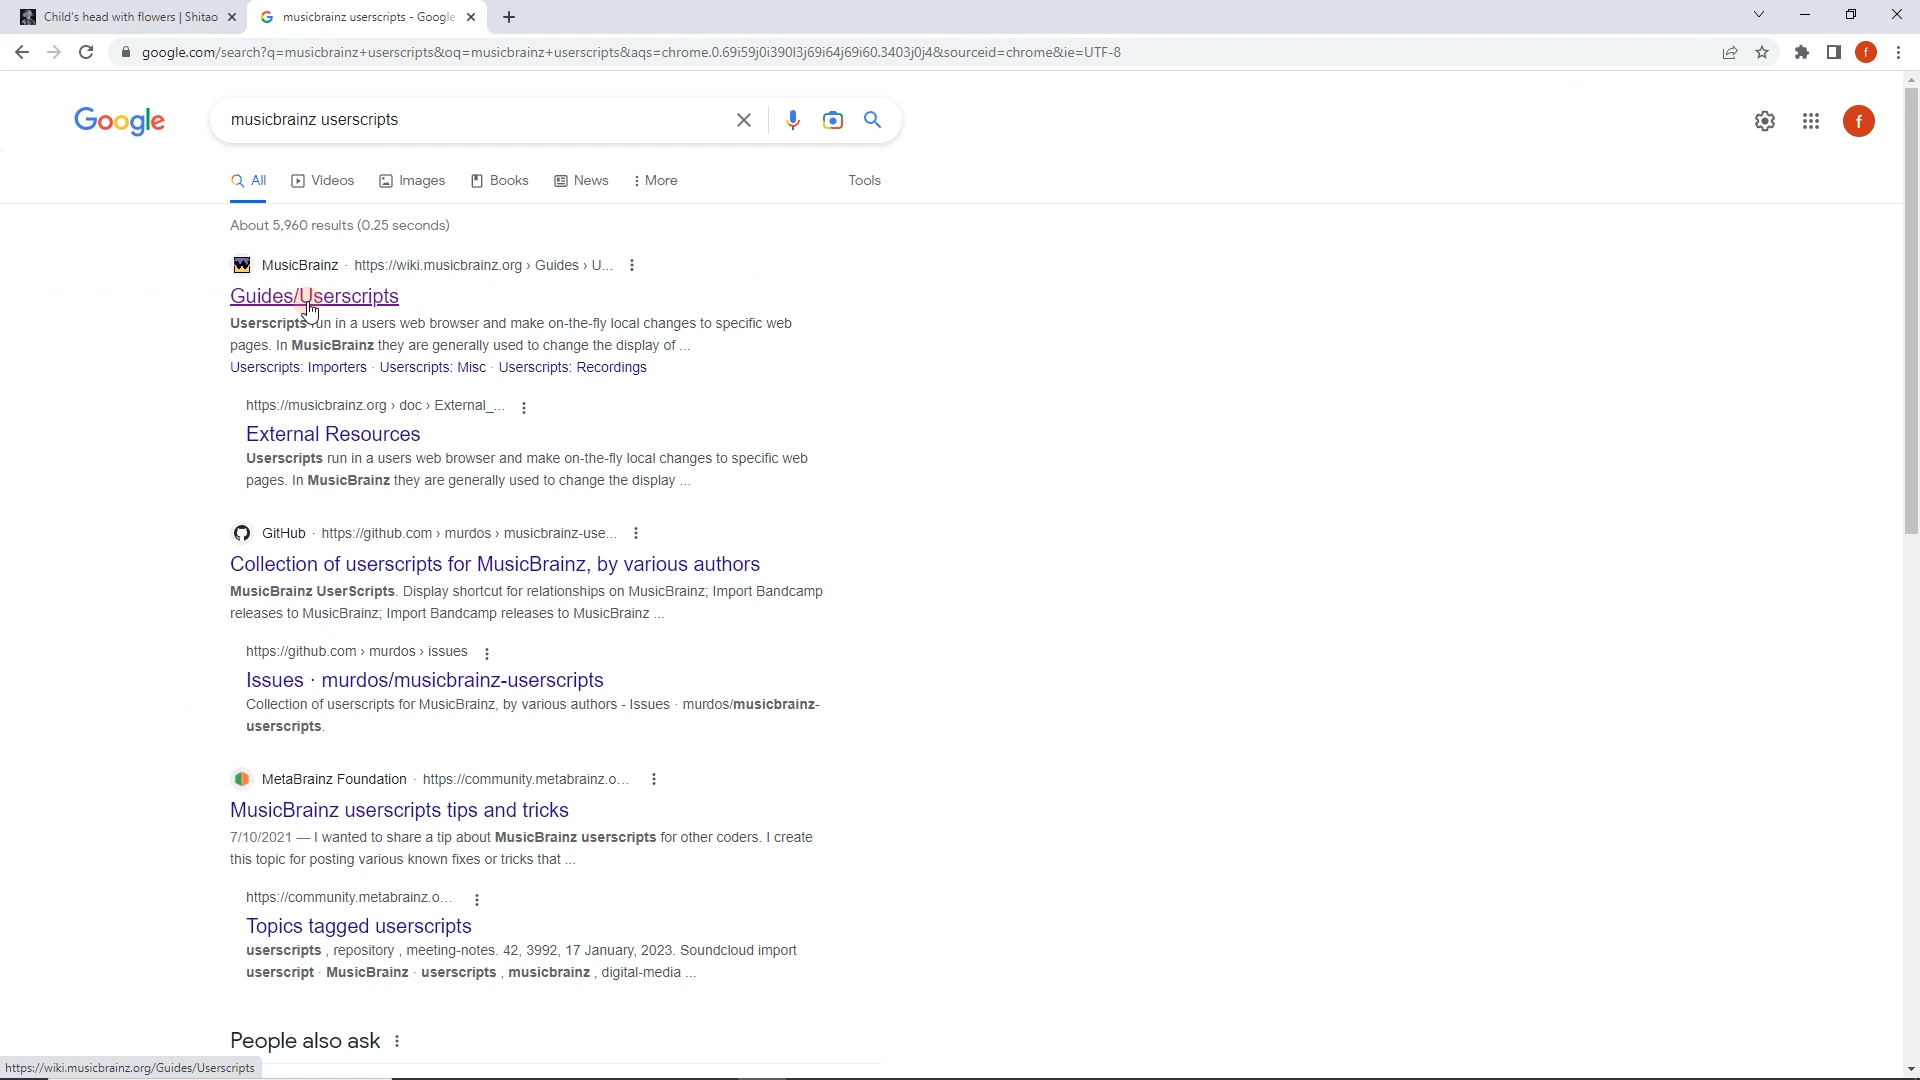 Child's head with flowers | Shitao
musicbrainz userscripts - Google
google.com/search?q=musicbrainz+userscripts&oq=musicbrainz+userscripts&aqs=chrome.0.69i59j0i390l3j69i64j69i60.3403j0j4&sourceid=chrome&ie=UTF-8
f
Google
musicbrainz userscripts
f
All
Videos
Images
Books
News
More
Tools
About 5,960 results (0.25 seconds)
MusicBrainz · https://wiki.musicbrainz.org › Guides › U...
Guides/Userscripts
Userscripts run in a users web browser and make on-the-fly local changes to specific web
pages. In MusicBrainz they are generally used to change the display of ...
Userscripts: Importers · Userscripts: Misc · Userscripts: Recordings
https://musicbrainz.org › doc › External_...
External Resources
Userscripts run in a users web browser and make on-the-fly local changes to specific web
pages. In MusicBrainz they are generally used to change the display ...
GitHub · https://github.com › murdos › musicbrainz-use...
Collection of userscripts for MusicBrainz, by various authors
MusicBrainz UserScripts. Display shortcut for relationships on MusicBrainz; Import Bandcamp
releases to MusicBrainz; Import Bandcamp releases to MusicBrainz ...
https://github.com › murdos › issues
Issues · murdos/musicbrainz-userscripts
Collection of userscripts for MusicBrainz, by various authors - Issues · murdos/musicbrainz-
userscripts.
MetaBrainz Foundation · https://community.metabrainz.o...
MusicBrainz userscripts tips and tricks
7/10/2021 — I wanted to share a tip about MusicBrainz userscripts for other coders. I create
this topic for posting various known fixes or tricks that ...
https://community.metabrainz.o...
Topics tagged userscripts
userscripts , repository , meeting-notes. 42, 3992, 17 January, 2023. Soundcloud import
userscript · MusicBrainz · userscripts , musicbrainz , digital-media ...
People also ask
https://wiki.musicbrainz.org/Guides/Userscripts